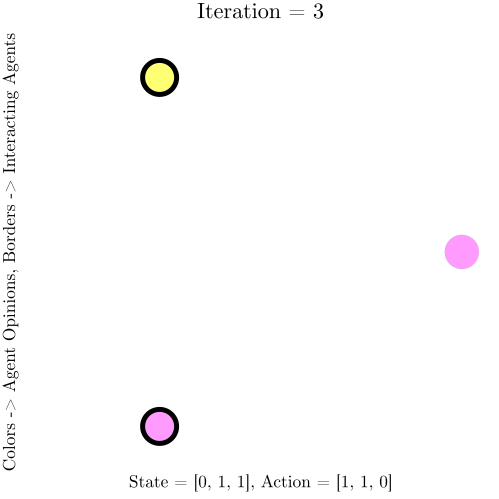 Iteration = 3
Colors -> Agent Opinions, Borders -> Interacting Agents
State = [0, 1, 1], Action = [1, 1, 0]